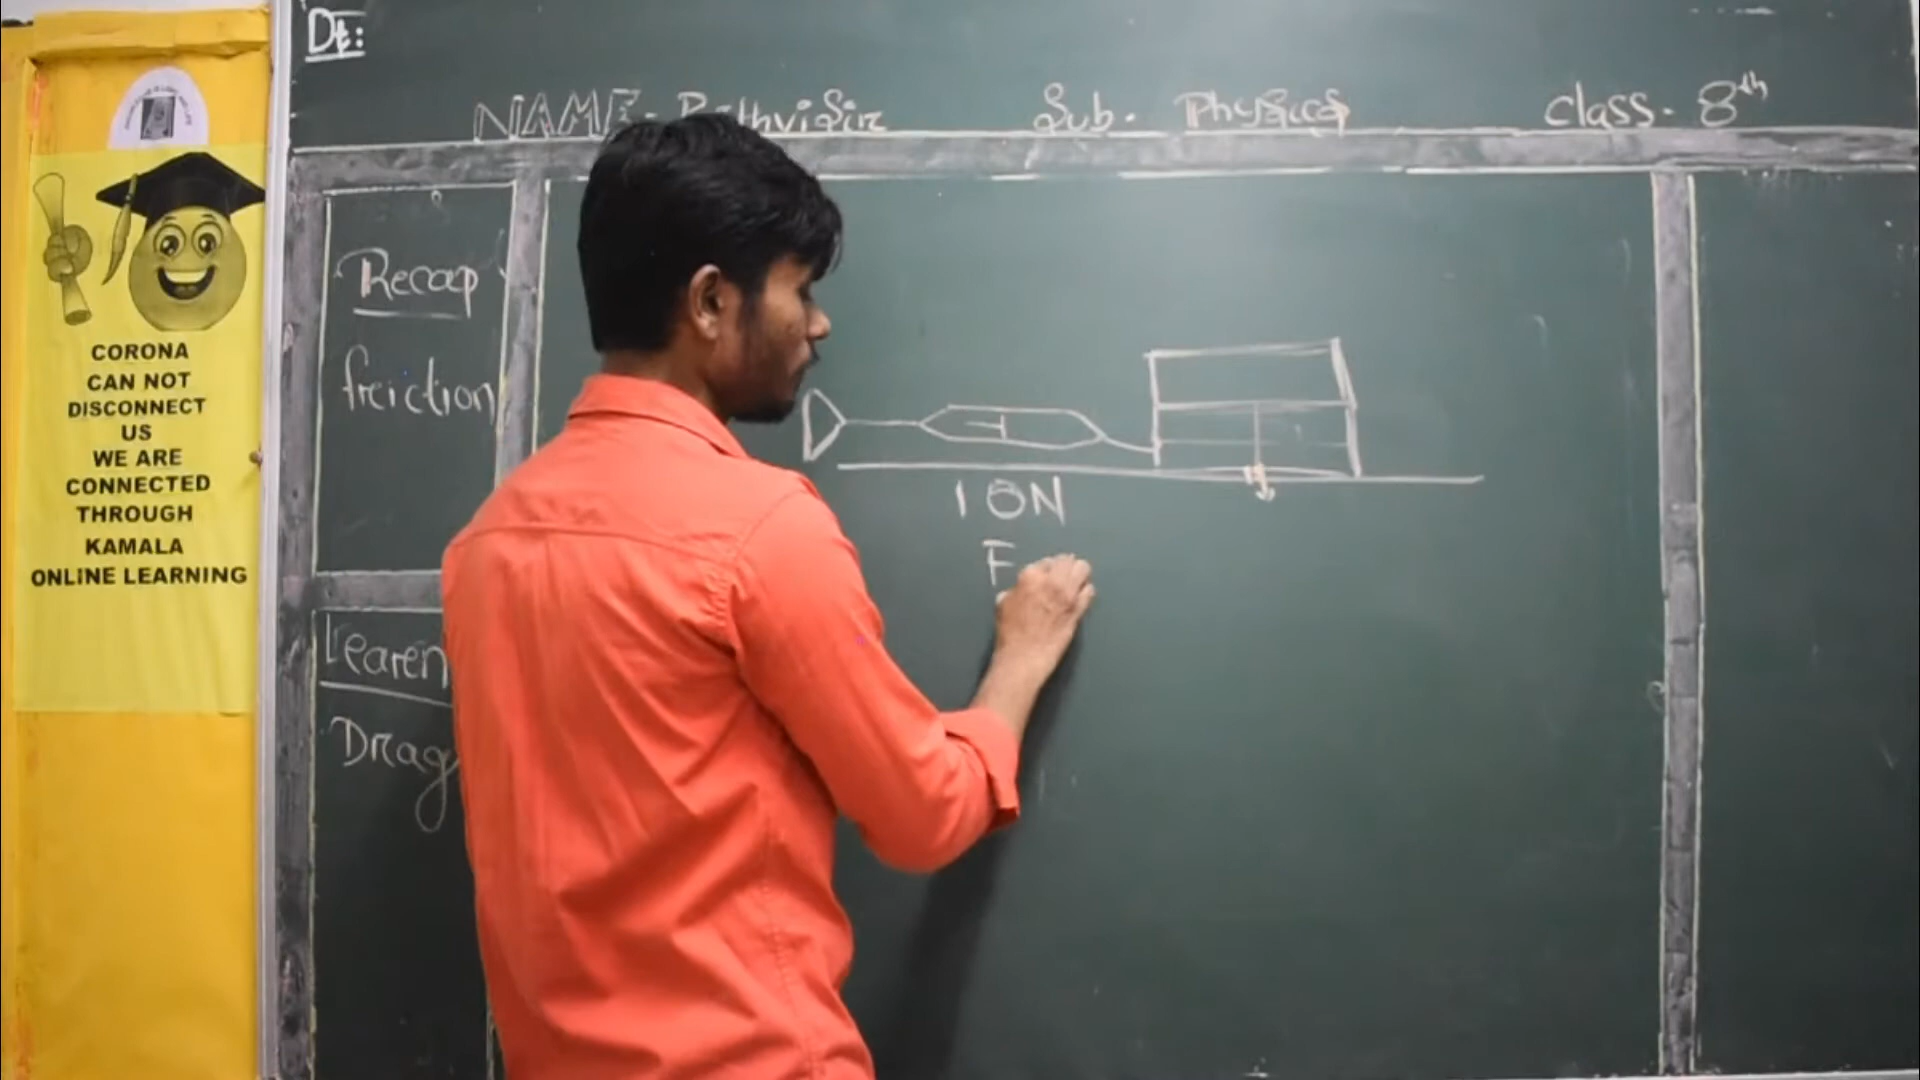 Dt:
NAME- Sub. Physics Class. 8th
Recap
friction
Learen
Drag
10N
F
CORONA
CAN NOT
DISCONNECT
US
WE ARE
CONNECTED
THROUGH
KAMALA
ONLINE LEARNING